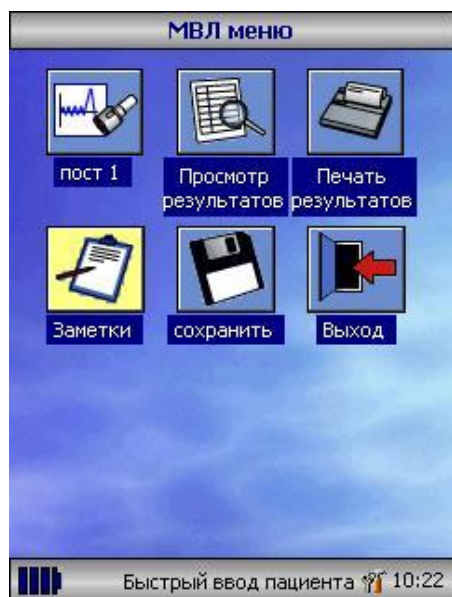 МВЛ меню
пост 1
Просмотр
результатов
Печать
результатов
Заметки
сохранить
Выход
Быстрый ввод пациента 10:22